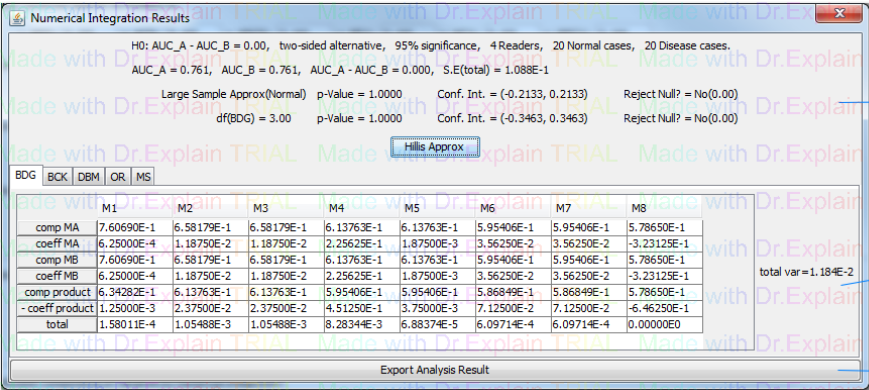 Numerical Integration Results
H0: AUC_A - AUC_B = 0.00, two-sided alternative, 95% significance, 4 Readers, 20 Normal cases, 20 Disease cases.
AUC_A = 0.761, AUC_B = 0.761, AUC_A - AUC_B = 0.000, S.E(total) = 1.088E-1
Large Sample Approx(Normal) p-Value = 1.0000 Conf. Int. = (-0.2133, 0.2133) Reject Null? = No(0.00)
df(BDG) = 3.00 p-Value = 1.0000 Conf. Int. = (-0.3463, 0.3463) Reject Null? = No(0.00)
Hillis Approx
BDG BCK DBM OR MS
M1 M2 M3 M4 M5 M6 M7 M8
comp MA 7.60690E-1 6.58179E-1 6.58179E-1 6.13763E-1 6.13763E-1 5.95406E-1 5.95406E-1 5.78650E-1
coeff MA 6.25000E-4 1.18750E-2 1.18750E-2 2.25625E-1 1.87500E-3 3.56250E-2 3.56250E-2 -3.23125E-1
comp MB 7.60690E-1 6.58179E-1 6.58179E-1 6.13763E-1 6.13763E-1 5.95406E-1 5.95406E-1 5.78650E-1
coeff MB 6.25000E-4 1.18750E-2 1.18750E-2 2.25625E-1 1.87500E-3 3.56250E-2 3.56250E-2 -3.23125E-1
total var=1.184E-2
comp product 6.34282E-1 6.13763E-1 6.13763E-1 5.95406E-1 5.95406E-1 5.86849E-1 5.86849E-1 5.78650E-1
- coeff product 1.25000E-3 2.37500E-2 2.37500E-2 4.51250E-1 3.75000E-3 7.12500E-2 7.12500E-2 -6.46250E-1
total 1.58011E-4 1.05488E-3 1.05488E-3 8.28344E-3 6.88374E-5 6.09714E-4 6.09714E-4 0.00000E0
Export Analysis Result
Made with Dr.Explain TRIAL